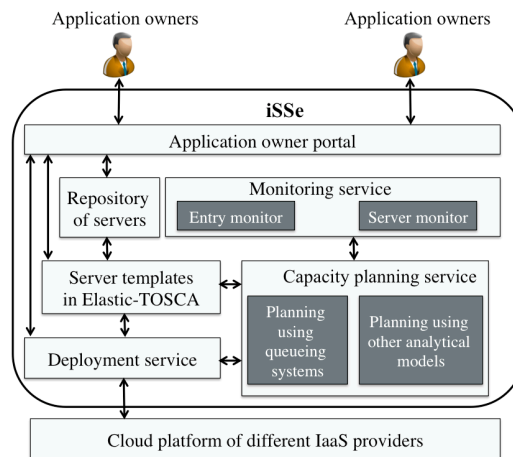 Application owners
Application owners
iSSe
Application owner portal
Repository
of servers
Monitoring service
Entry monitor
Server monitor
Server templates
in Elastic-TOSCA
Capacity planning service
Planning
using
queueing
systems
Planning using
other analytical
models
Deployment service
Cloud platform of different IaaS providers